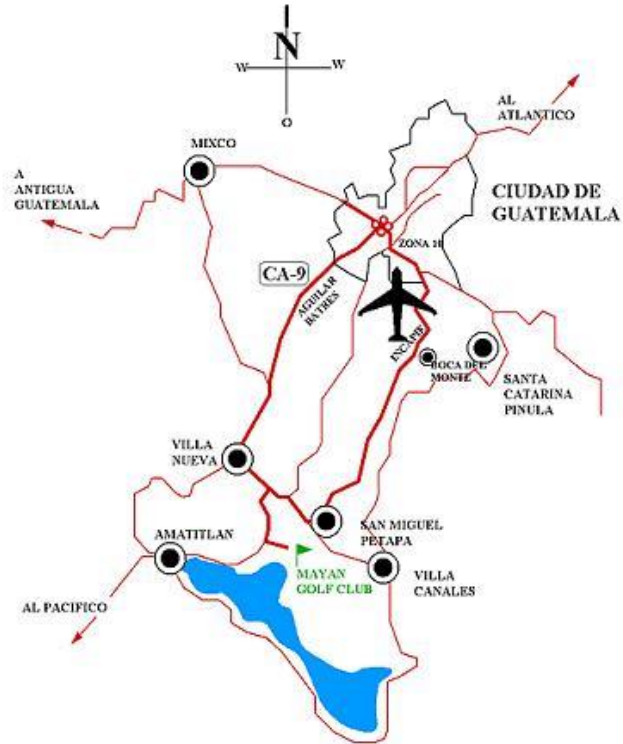 N
W
W
O
AL
ATLANTICO
MIXCO
A
ANTIGUA
GUATEMALA
CIUDAD DE
GUATEMALA
ZONA 10
CA-9
AGUILAR
BATRES
BOCA DEL
MONTE
SANTA
CATARINA
PINULA
VILLA
NUEVA
SAN MIGUEL
PETAPA
AMATITLAN
MAYAN
GOLF CLUB
VILLA
CANALES
AL PACIFICO